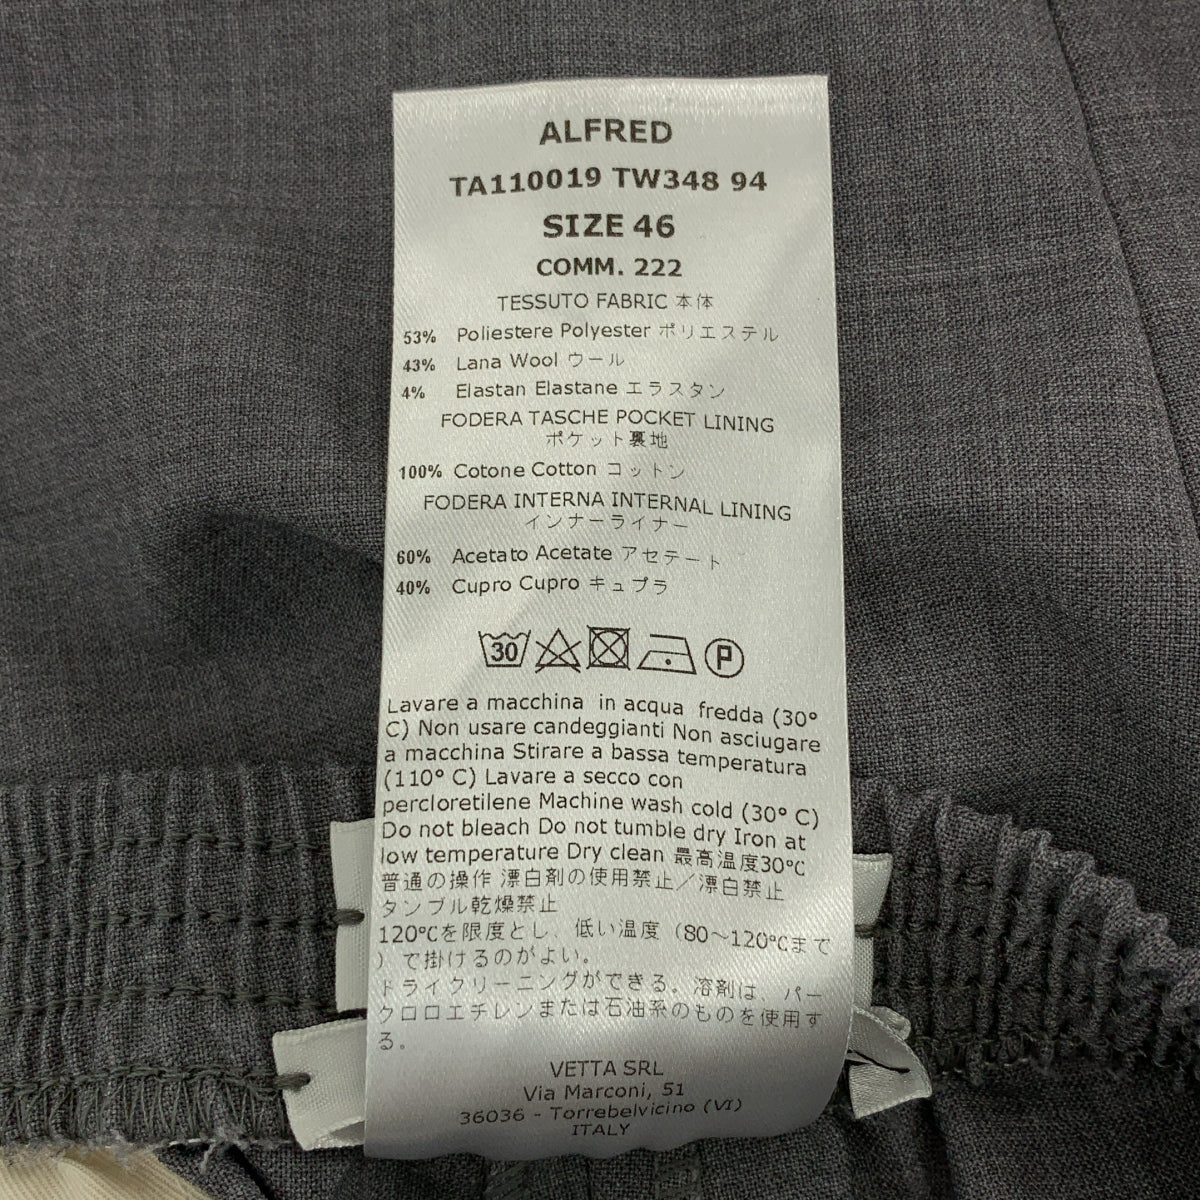 ALFRED
TA110019 TW348 94
SIZE 46
COMM. 222
TESSUTO FABRIC 本体
53% Poliestere Polyester ポリエステル
43% Lana Wool ウール
4% Elastan Elastane エラスタン
FODERA TASCHE POCKET LINING
ポケット裏地
100% Cotone Cotton コットン
FODERA INTERNA INTERNAL LINING
インナーライナー
60% Acetato Acetate アセテート
40% Cupro Cupro キュプラ
30 P
Lavare a macchina in acqua fredda (30°
C) Non usare candeggianti Non asciugare
a macchina Stirare a bassa temperatura
(110° C) Lavare a secco con
percloretilene Machine wash cold (30° C)
Do not bleach Do not tumble dry Iron at
low temperature Dry clean 最高温度30℃
普通の操作 漂白剤の使用禁止／漂白禁止
タンブル乾燥禁止
120℃を限度とし、低い温度（80～120℃まで
）で掛けるのがよい。
ドライクリーニングができる。溶剤は、パー
クロロエチレンまたは石油系のものを使用す
る。
VETTA SRL
Via Marconi, 51
36036 - Torrebelvicino (VI)
ITALY